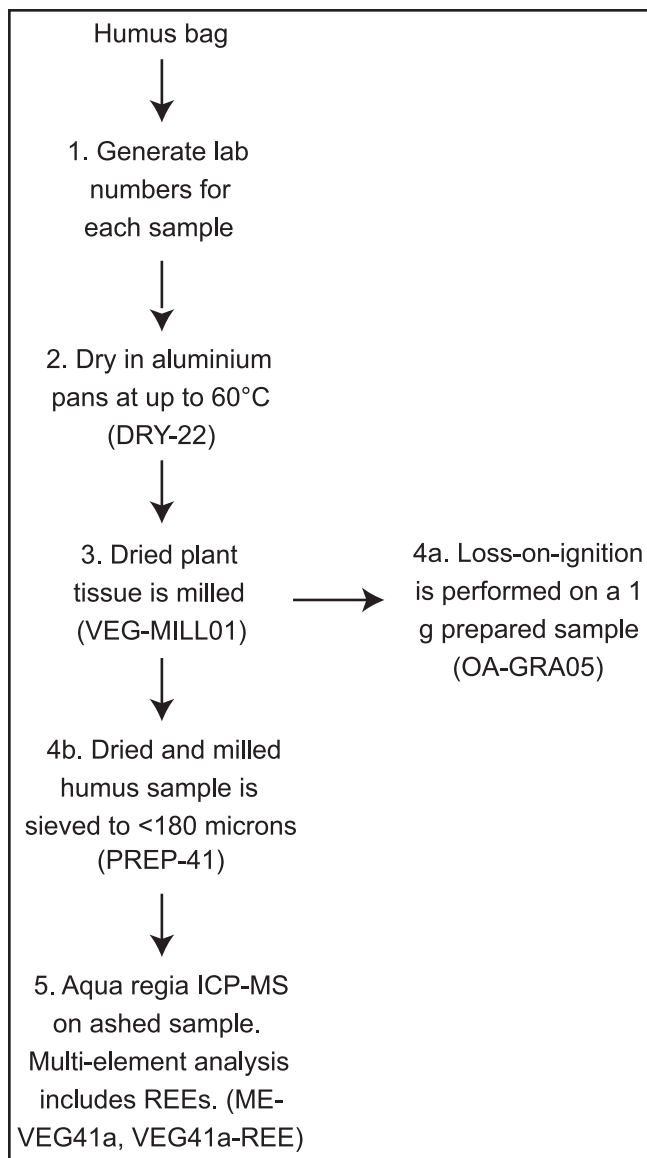 Humus bag
1. Generate lab
numbers for
each sample
2. Dry in aluminium
pans at up to 60°C
(DRY-22)
3. Dried plant
tissue is milled
(VEG-MILL01)
4a. Loss-on-ignition
is performed on a 1
g prepared sample
(OA-GRA05)
4b. Dried and milled
humus sample is
sieved to <180 microns
(PREP-41)
5. Aqua regia ICP-MS
on ashed sample.
Multi-element analysis
includes REEs. (ME-
VEG41a, VEG41a-REE)